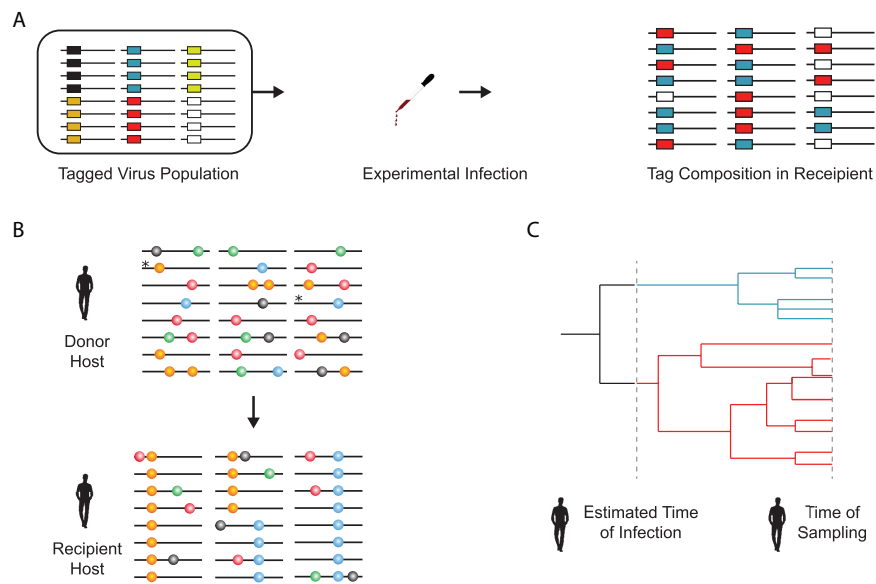 A
Tagged Virus Population
Experimental Infection
Tag Composition in Receipient
B
*
*
Donor
Host
Recipient
Host
C
Estimated Time
of Infection
Time of
Sampling